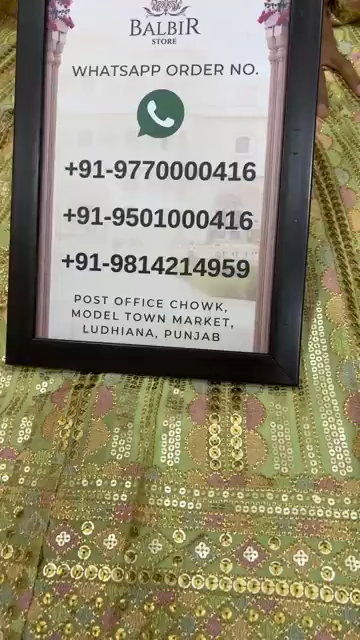 BALBIR
STORE
WHATSAPP ORDER NO.
+91-9770000416
+91-9501000416
+91-9814214959
POST OFFICE CHOWK,
MODEL TOWN MARKET,
LUDHIANA, PUNJAB